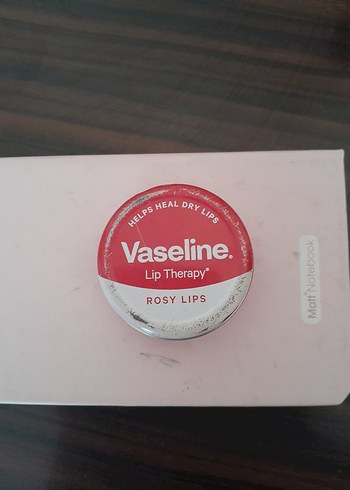 HELPS HEAL DRY LIPS
Vaseline.
Lip Therapy®
ROSY LIPS
Matt Notebook